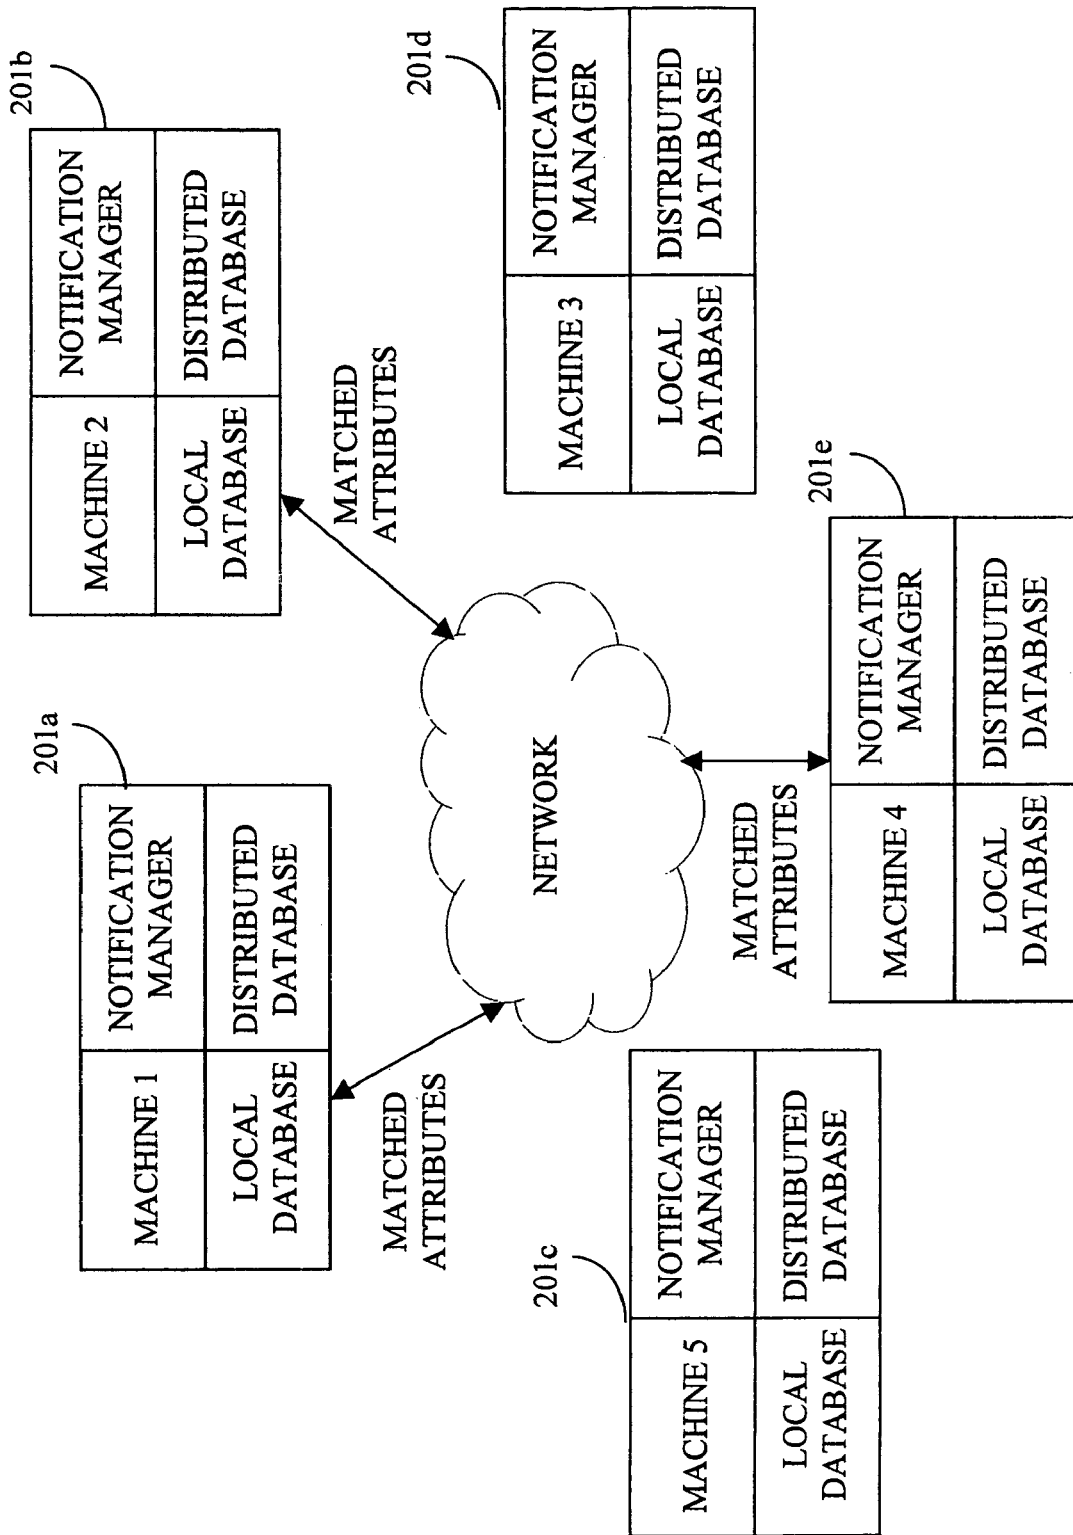 201a
MACHINE 1
NOTIFICATION
MANAGER
LOCAL
DATABASE
DISTRIBUTED
DATABASE
201b
MACHINE 2
NOTIFICATION
MANAGER
LOCAL
DATABASE
DISTRIBUTED
DATABASE
MATCHED
ATTRIBUTES
MATCHED
ATTRIBUTES
NETWORK
201c
MACHINE 5
NOTIFICATION
MANAGER
LOCAL
DATABASE
DISTRIBUTED
DATABASE
201d
MACHINE 3
NOTIFICATION
MANAGER
LOCAL
DATABASE
DISTRIBUTED
DATABASE
MATCHED
ATTRIBUTES
201e
MACHINE 4
NOTIFICATION
MANAGER
LOCAL
DATABASE
DISTRIBUTED
DATABASE